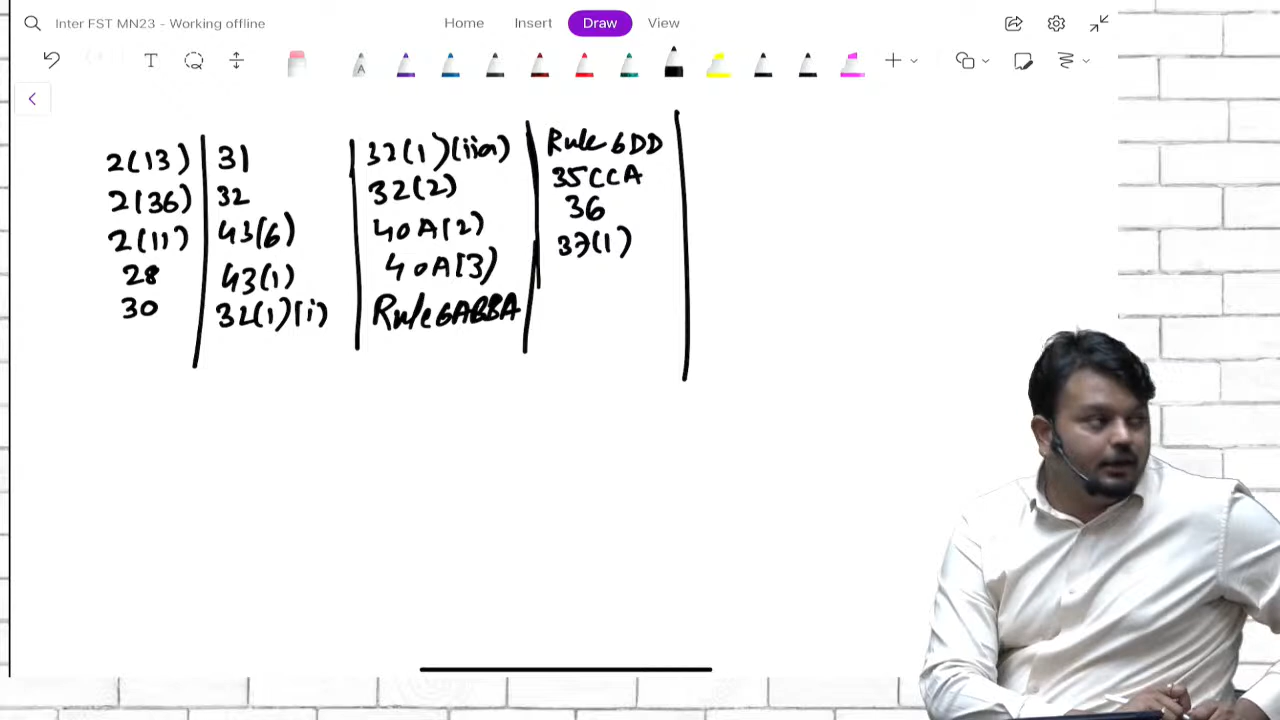 Inter FST MN23 - Working offline
Home Insert Draw View
2(13)
2(36)
2(11)
28
30
31
32
43(6)
43(1)
32(1)(i)
32(1)(iia)
32(2)
40A(2)
40A(3)
Rule6ABBA
Rule 6DD
35CCA
36
37(1)